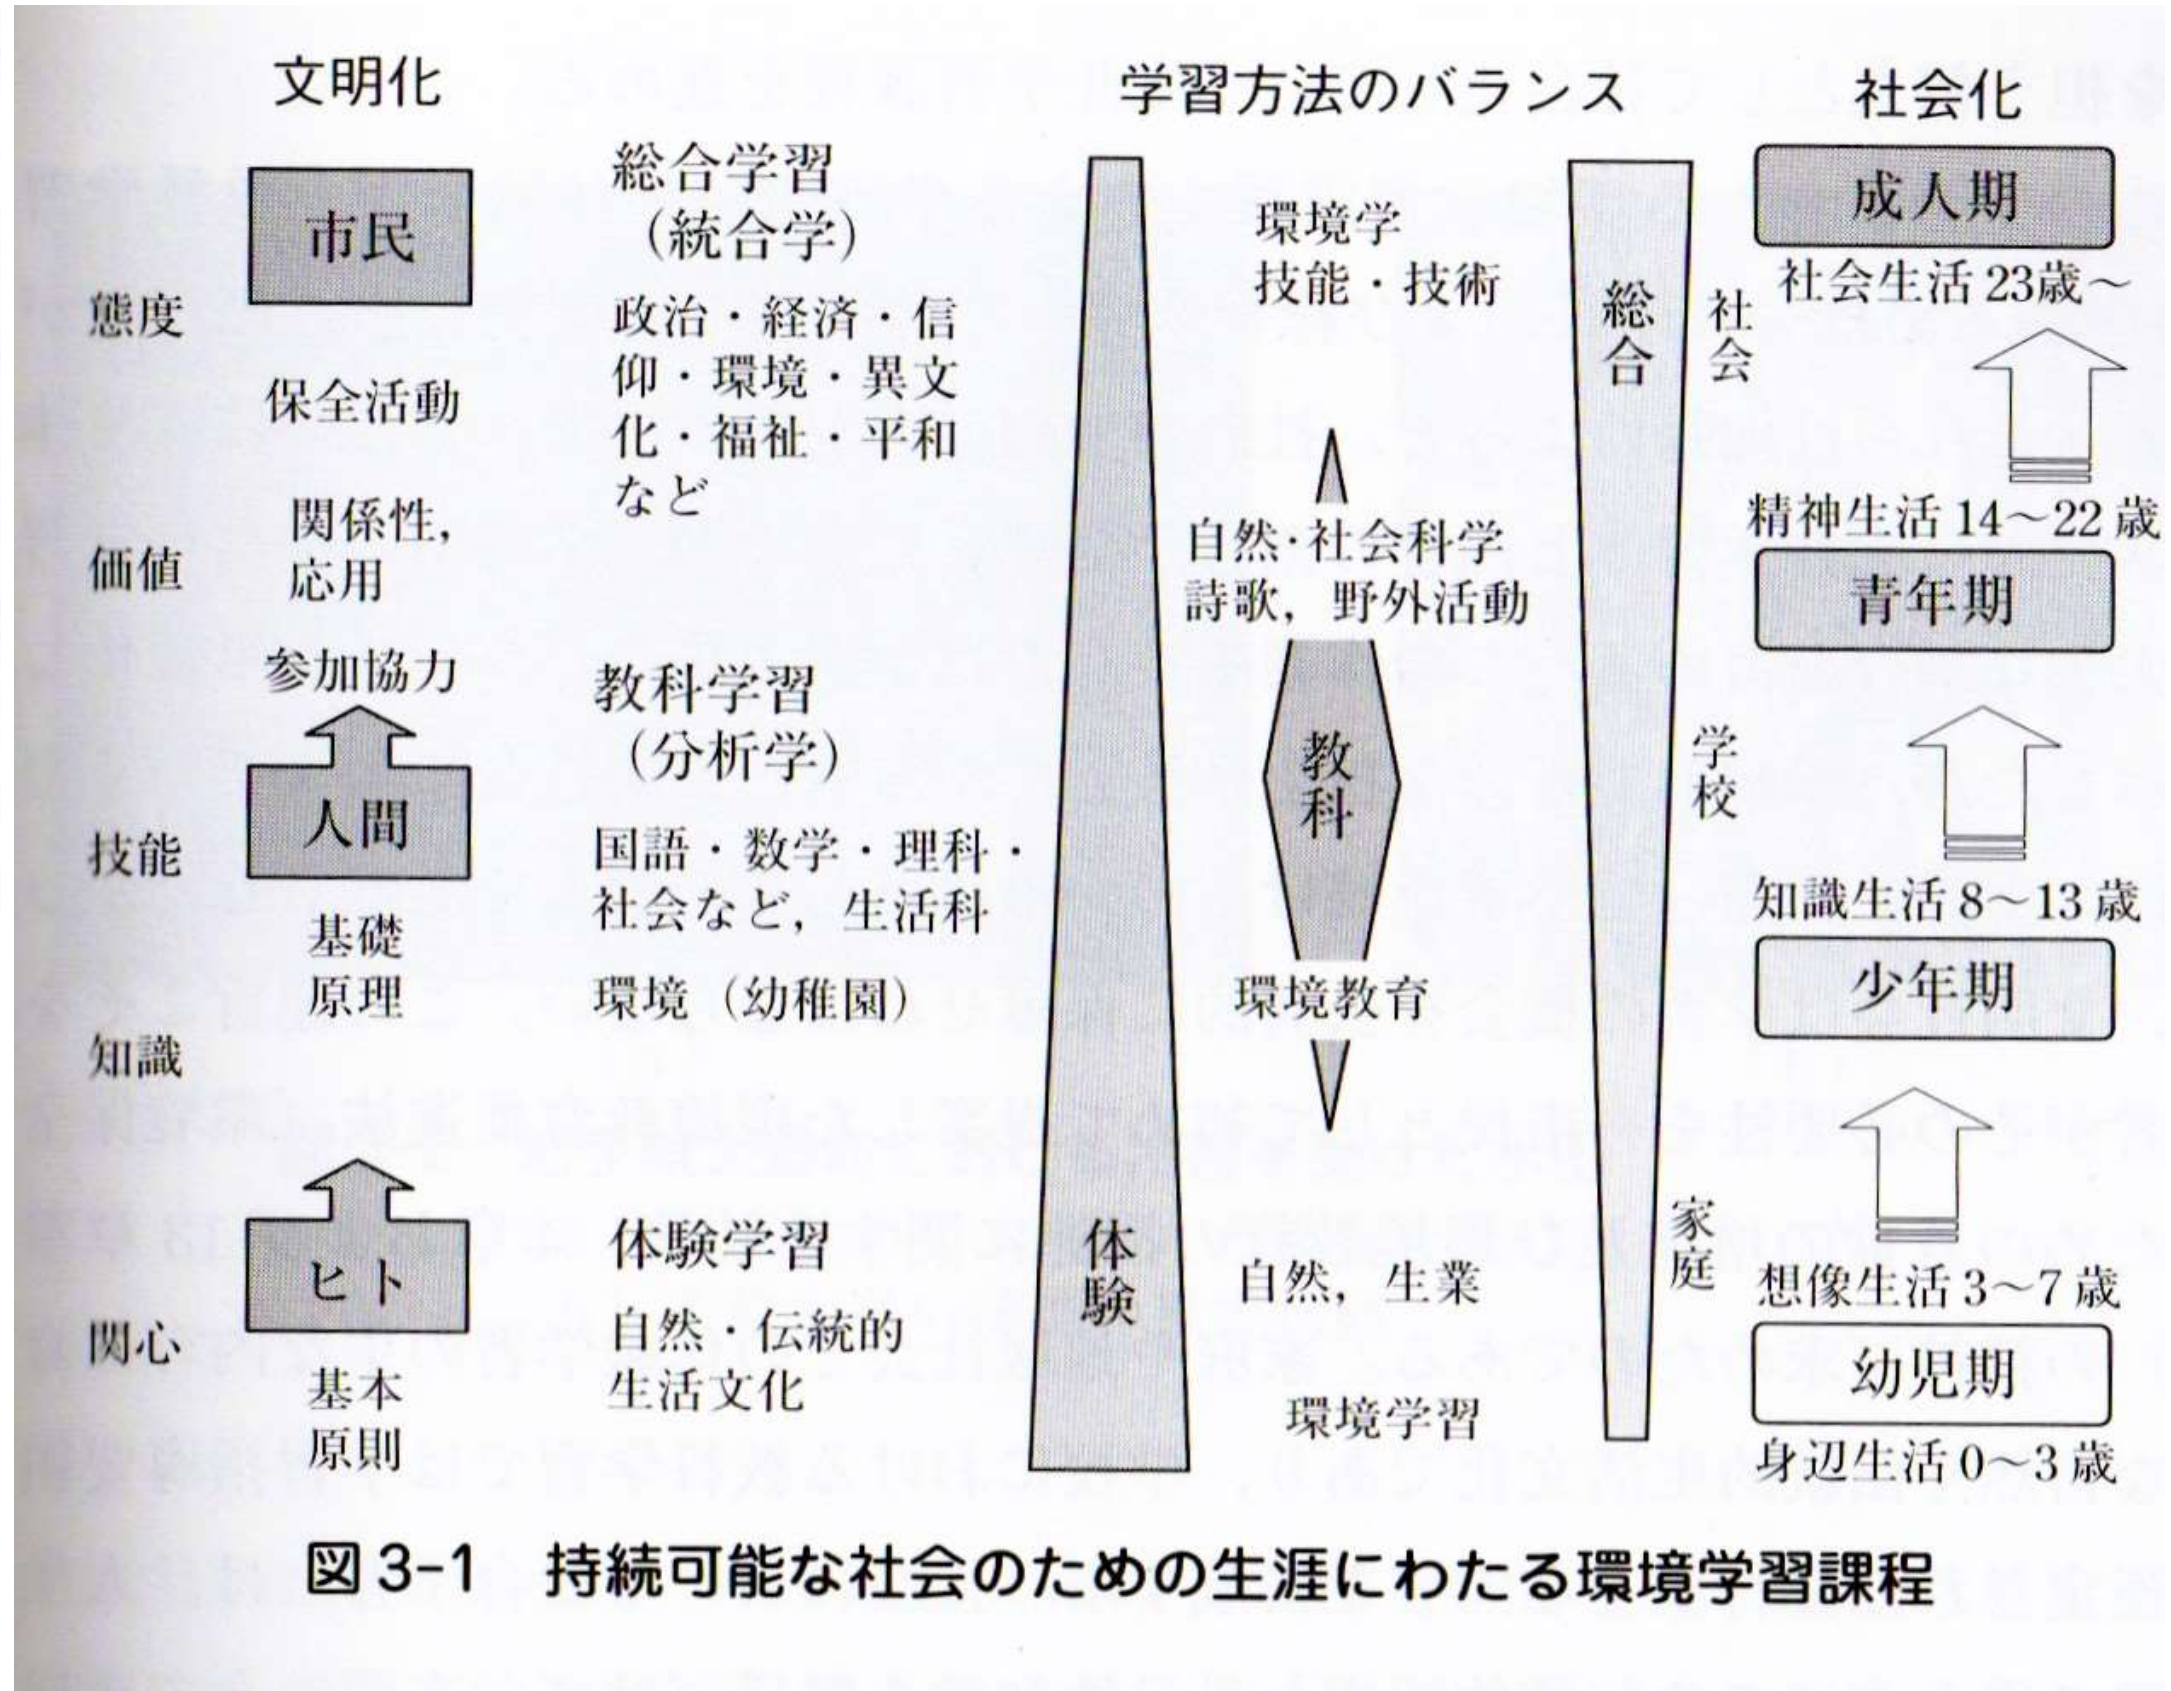 文明化
学習方法のバランス
社会化
態度
価値
技能
知識
関心
市民
保全活動
関係性,
応用
参加協力
人間
基礎
原理
ヒト
基本
原則
総合学習
(統合学)
政治・経済・信
仰・環境・異文
化・福祉・平和
など
教科学習
(分析学)
国語・数学・理科・
社会など, 生活科
環境(幼稚園)
体験学習
自然・伝統的
生活文化
体験
環境学
技能・技術
自然・社会科学
詩歌, 野外活動
教科
環境教育
自然, 生業
環境学習
総合
社会
学校
家庭
成人期
社会生活 23歳〜
精神生活 14〜22 歳
青年期
知識生活 8〜13 歳
少年期
想像生活 3〜7 歳
幼児期
身辺生活 0〜3 歳
図 3-1 持続可能な社会のための生涯にわたる環境学習課程